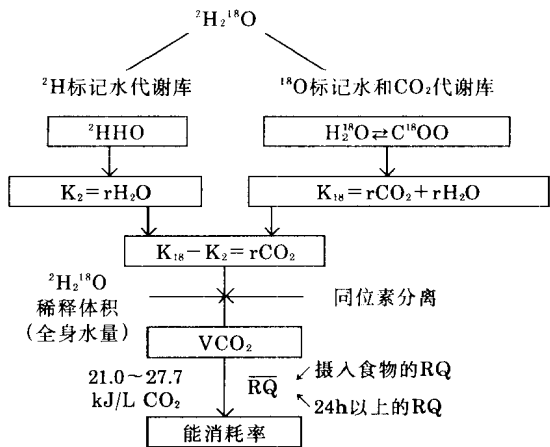 ²H₂¹⁸O
²H标记水代谢库
¹⁸O标记水和CO₂代谢库
²HHO
H₂¹⁸O⇄C¹⁸OO
K₂=rH₂O
K₁₈=rCO₂+rH₂O
K₁₈-K₂=rCO₂
²H₂¹⁸O
稀释体积
(全身水量)
同位素分离
VCO₂
21.0~27.7
kJ/L CO₂
R̅Q̅
摄入食物的RQ
24h以上的RQ
能消耗率